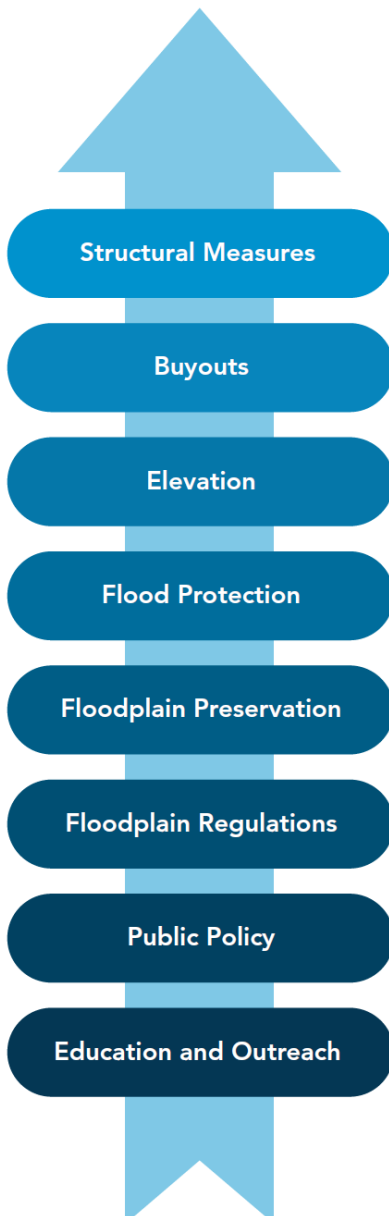 Structural Measures
Buyouts
Elevation
Flood Protection
Floodplain Preservation
Floodplain Regulations
Public Policy
Education and Outreach